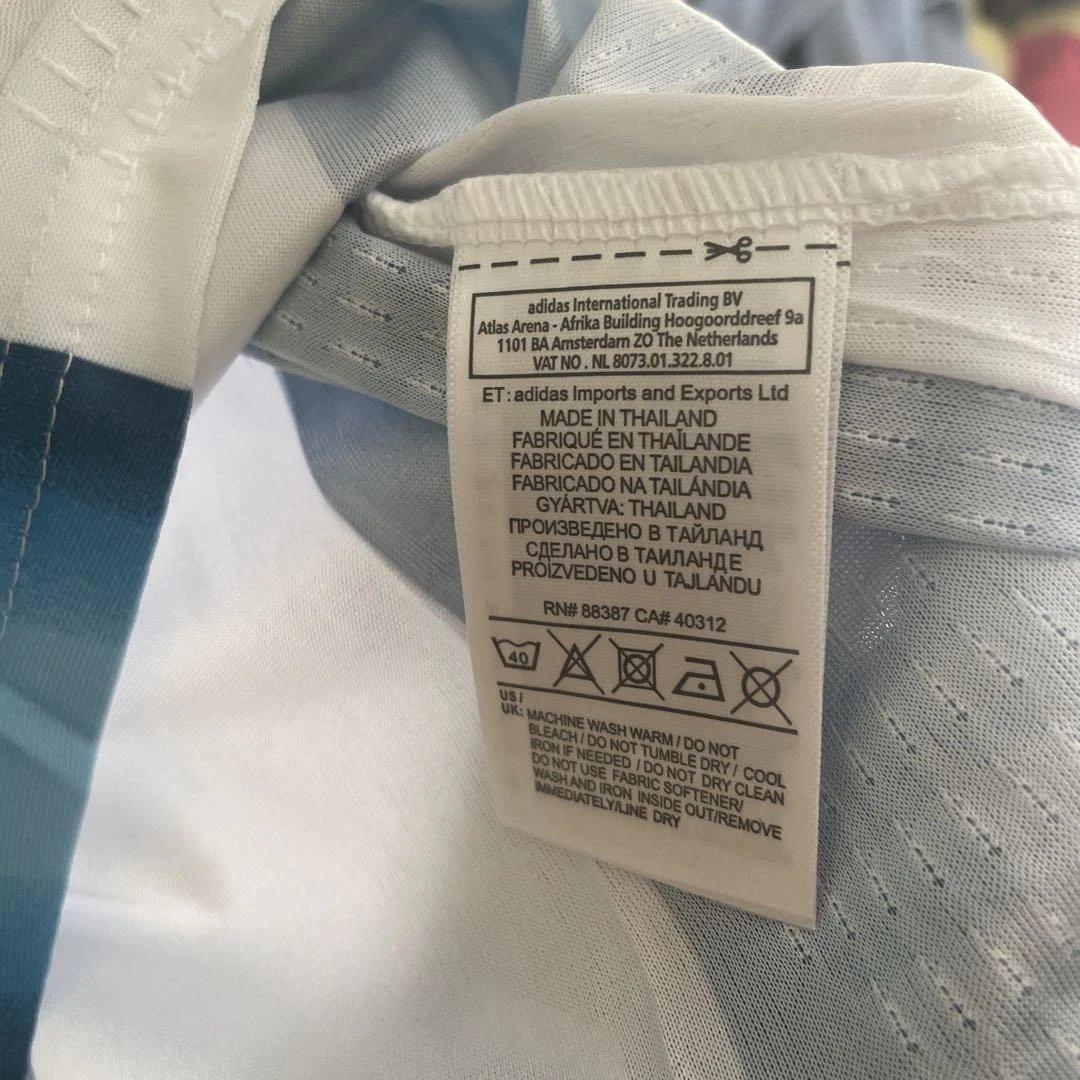 adidas International Trading BV
Atlas Arena - Afrika Building Hoogoorddreef 9a
1101 BA Amsterdam ZO The Netherlands
VAT NO . NL 8073.01.322.8.01
ET: adidas Imports and Exports Ltd
MADE IN THAILAND
FABRIQUÉ EN THAÏLANDE
FABRICADO EN TAILANDIA
FABRICADO NA TAILÂNDIA
GYÁRTVA: THAILAND
ПРОИЗВЕДЕНО В ТАЙЛАНД
СДЕЛАНО В ТАИЛАНДЕ
PROIZVEDENO U TAJLANDU
RN# 88387 CA# 40312
40
US /
UK: MACHINE WASH WARM / DO NOT
BLEACH / DO NOT TUMBLE DRY / COOL
IRON IF NEEDED / DO NOT DRY CLEAN
DO NOT USE FABRIC SOFTENER/
WASH AND IRON INSIDE OUT/REMOVE
IMMEDIATELY/LINE DRY